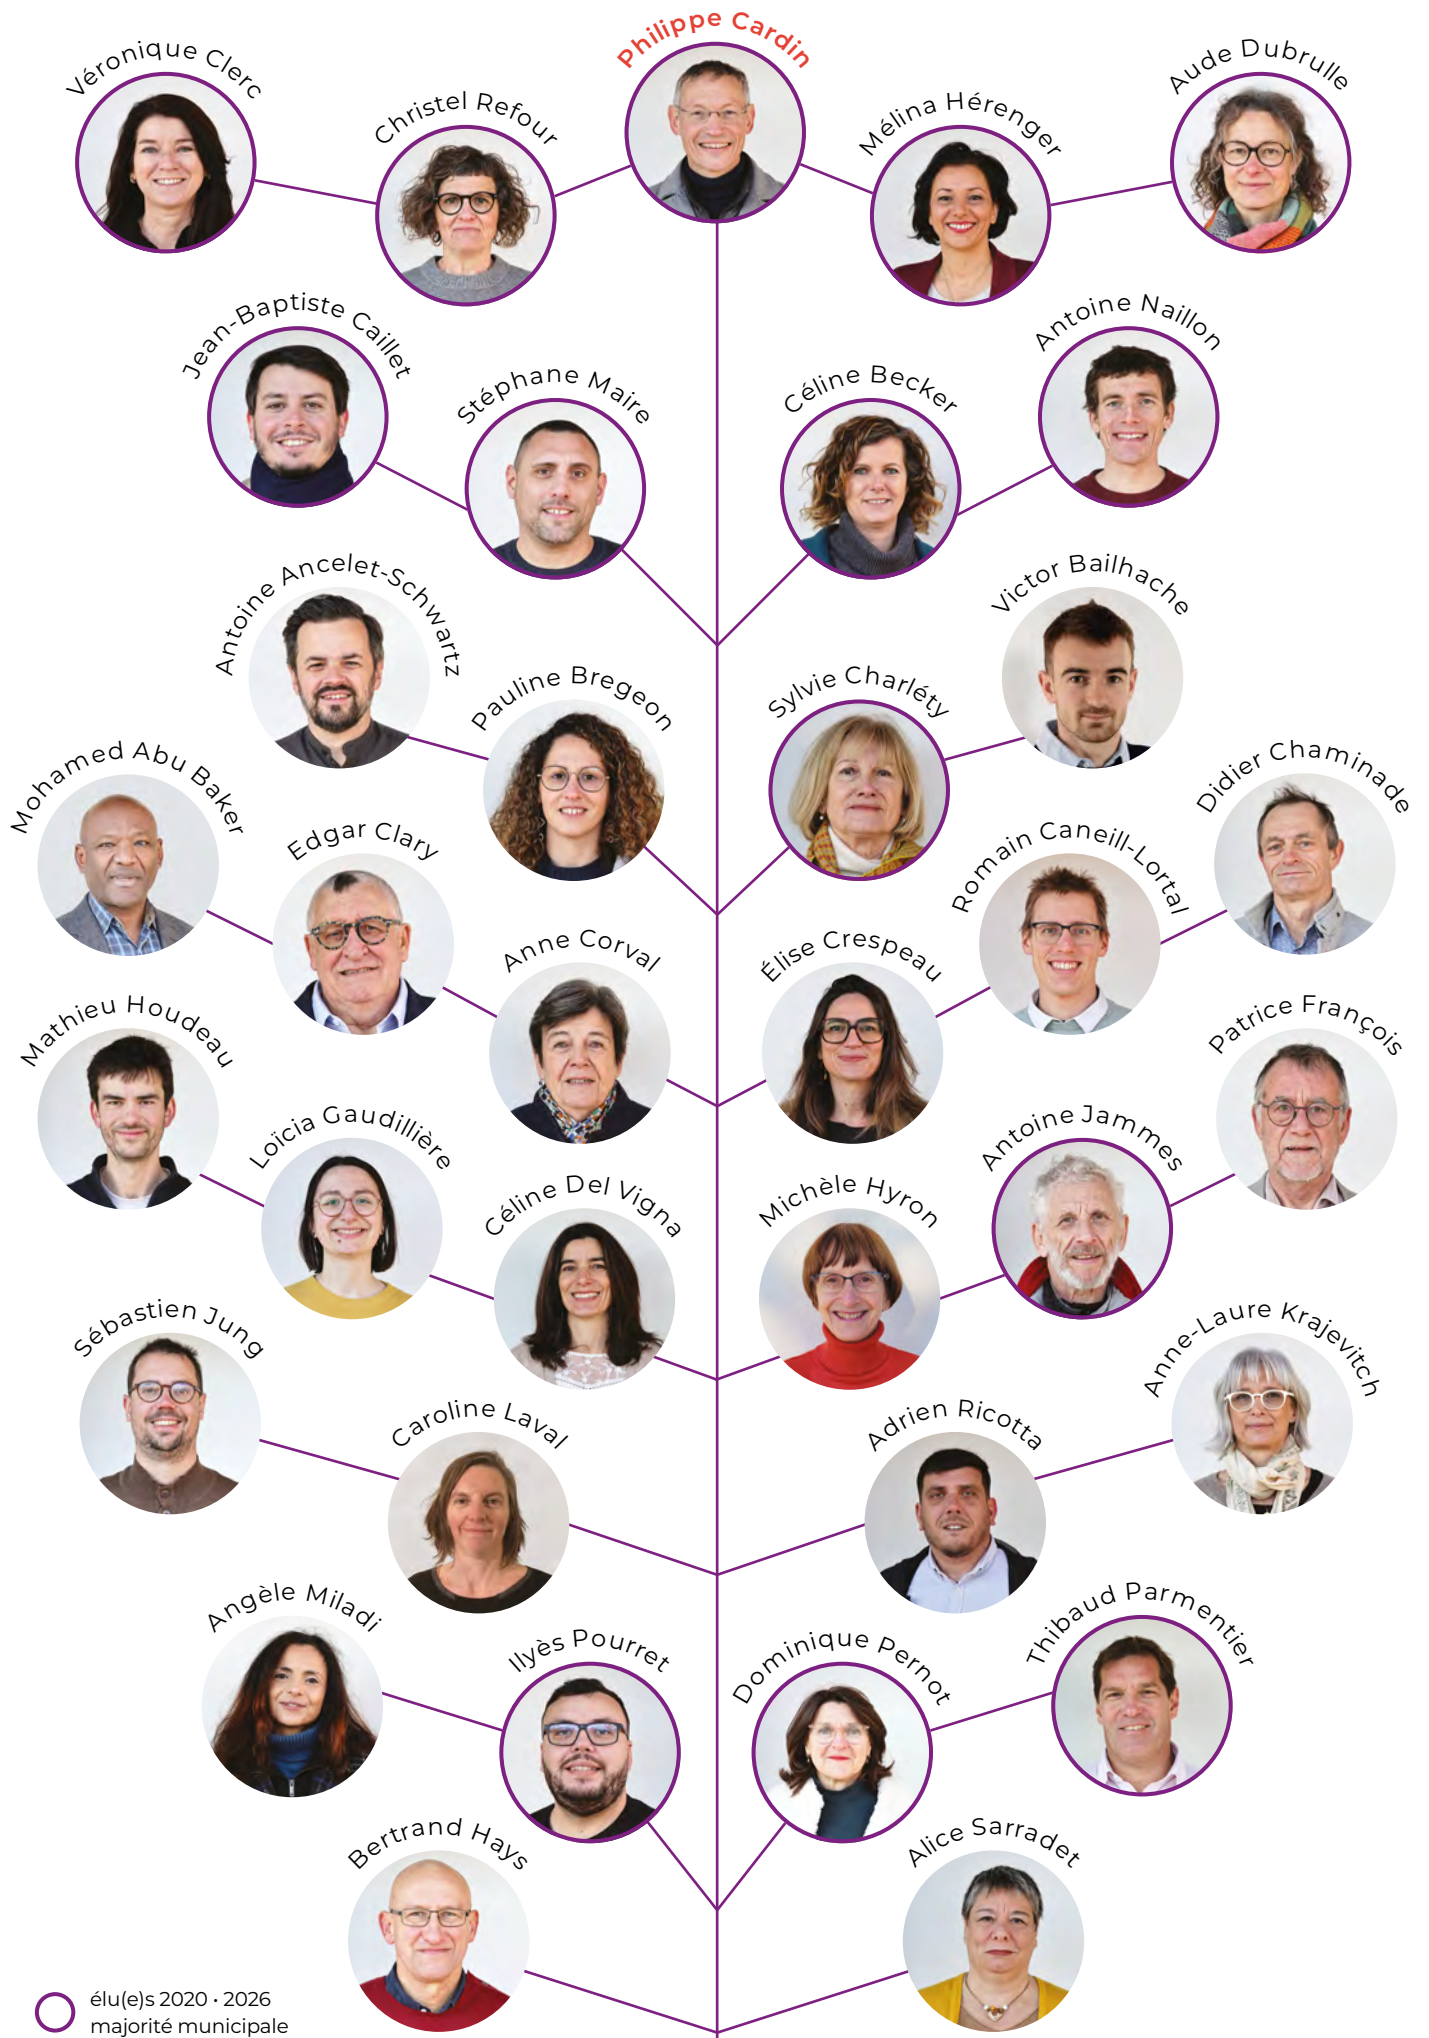 Philippe Cardin
Véronique Clerc
Christel Refour
Mélina Hérenger
Aude Dubrulle
Jean-Baptiste Caillet
Stéphane Maire
Céline Becker
Antoine Naillon
Antoine Ancelet-Schwartz
Pauline Bregeon
Sylvie Charléty
Victor Bailhache
Mohamed Abu Baker
Edgar Clary
Anne Corval
Élise Crespeau
Romain Caneill-Lortal
Didier Chaminade
Mathieu Houdeau
Loïcia Gaudillière
Céline Del Vigna
Michèle Hyron
Antoine Jammes
Patrice François
Sébastien Jung
Caroline Laval
Adrien Ricotta
Anne-Laure Krajevitch
Angèle Miladi
Ilyès Pourret
Dominique Pernot
Thibaud Parmentier
Bertrand Hays
Alice Sarradet
élu(e)s 2020 • 2026
majorité municipale